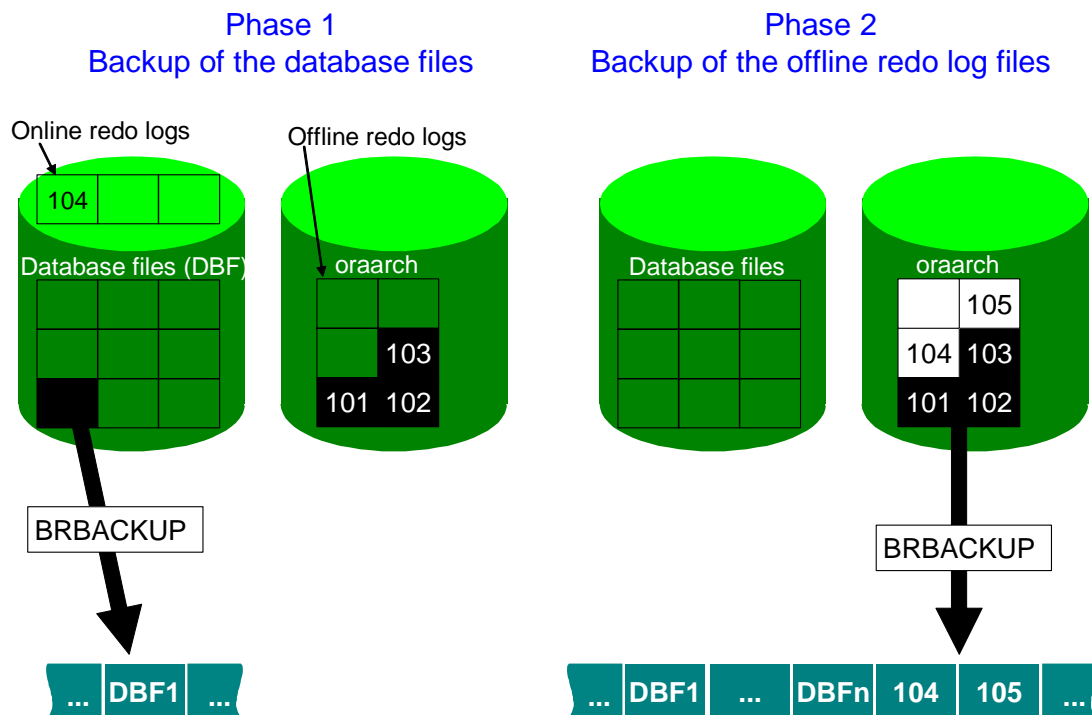 Phase 1
Backup of the database files
Phase 2
Backup of the offline redo log files
Online redo logs
Offline redo logs
104
Database files (DBF)
oraarch
103
101 102
Database files
oraarch
105
104 103
101 102
BRBACKUP
BRBACKUP
... DBF1 ...
... DBF1 ... DBFn 104 105 ...